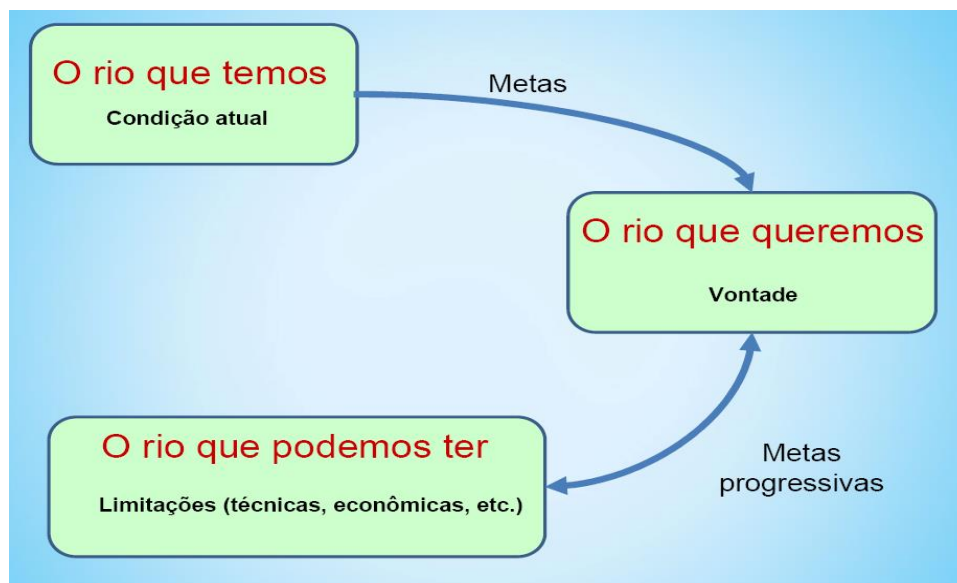 O rio que temos
Condição atual
Metas
O rio que queremos
Vontade
O rio que podemos ter
Limitações (técnicas, econômicas, etc.)
Metas
progressivas